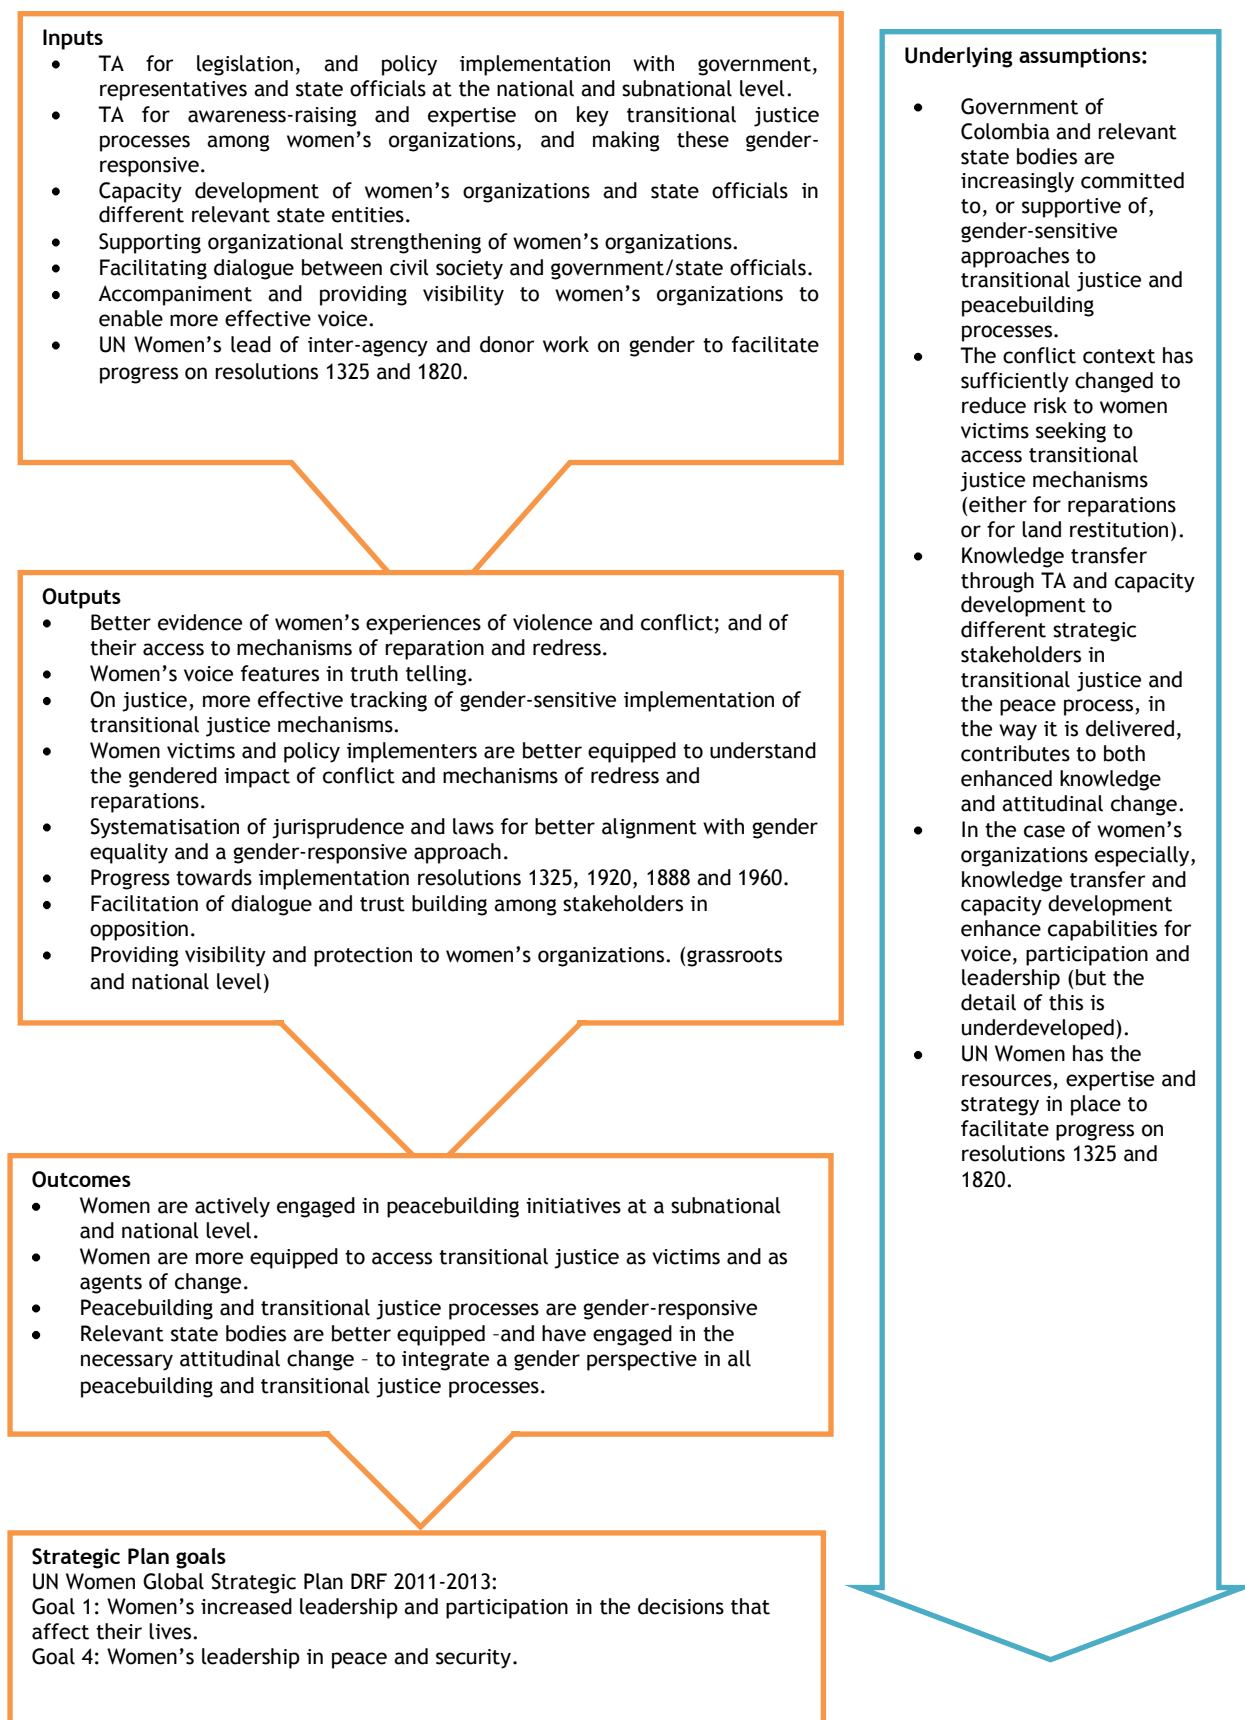 Inputs
• TA for legislation, and policy implementation with government,
representatives and state officials at the national and subnational level.
• TA for awareness-raising and expertise on key transitional justice
processes among women's organizations, and making these gender-
responsive.
• Capacity development of women's organizations and state officials in
different relevant state entities.
• Supporting organizational strengthening of women's organizations.
• Facilitating dialogue between civil society and government/state officials.
• Accompaniment and providing visibility to women's organizations to
enable more effective voice.
• UN Women's lead of inter-agency and donor work on gender to facilitate
progress on resolutions 1325 and 1820.
Outputs
• Better evidence of women's experiences of violence and conflict; and of
their access to mechanisms of reparation and redress.
• Women's voice features in truth telling.
• On justice, more effective tracking of gender-sensitive implementation of
transitional justice mechanisms.
• Women victims and policy implementers are better equipped to understand
the gendered impact of conflict and mechanisms of redress and
reparations.
• Systematisation of jurisprudence and laws for better alignment with gender
equality and a gender-responsive approach.
• Progress towards implementation resolutions 1325, 1920, 1888 and 1960.
• Facilitation of dialogue and trust building among stakeholders in
opposition.
• Providing visibility and protection to women's organizations. (grassroots
and national level)
Outcomes
• Women are actively engaged in peacebuilding initiatives at a subnational
and national level.
• Women are more equipped to access transitional justice as victims and as
agents of change.
• Peacebuilding and transitional justice processes are gender-responsive
• Relevant state bodies are better equipped –and have engaged in the
necessary attitudinal change – to integrate a gender perspective in all
peacebuilding and transitional justice processes.
Strategic Plan goals
UN Women Global Strategic Plan DRF 2011-2013:
Goal 1: Women's increased leadership and participation in the decisions that
affect their lives.
Goal 4: Women's leadership in peace and security.
Underlying assumptions:
• Government of
Colombia and relevant
state bodies are
increasingly committed
to, or supportive of,
gender-sensitive
approaches to
transitional justice and
peacebuilding
processes.
• The conflict context has
sufficiently changed to
reduce risk to women
victims seeking to
access transitional
justice mechanisms
(either for reparations
or for land restitution).
• Knowledge transfer
through TA and capacity
development to
different strategic
stakeholders in
transitional justice and
the peace process, in
the way it is delivered,
contributes to both
enhanced knowledge
and attitudinal change.
• In the case of women's
organizations especially,
knowledge transfer and
capacity development
enhance capabilities for
voice, participation and
leadership (but the
detail of this is
underdeveloped).
• UN Women has the
resources, expertise and
strategy in place to
facilitate progress on
resolutions 1325 and
1820.